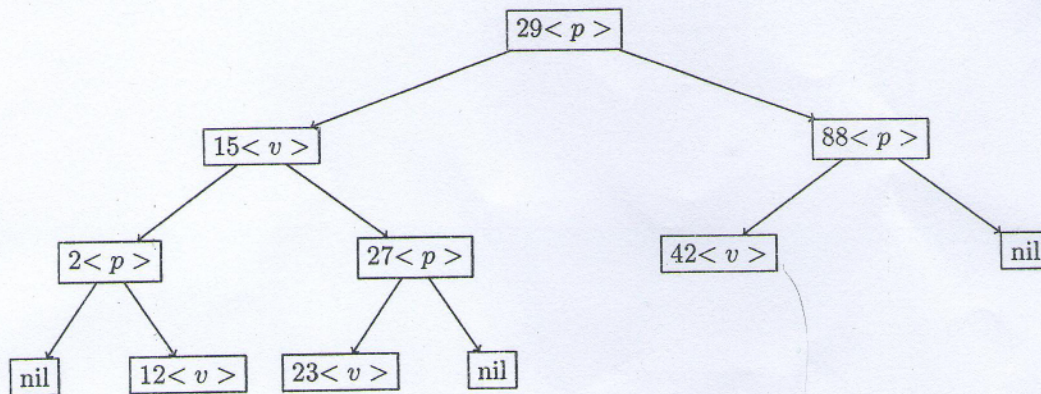 29< p >
15< v >
88< p >
2< p >
27< p >
42< v >
nil
nil
12< v >
23< v >
nil